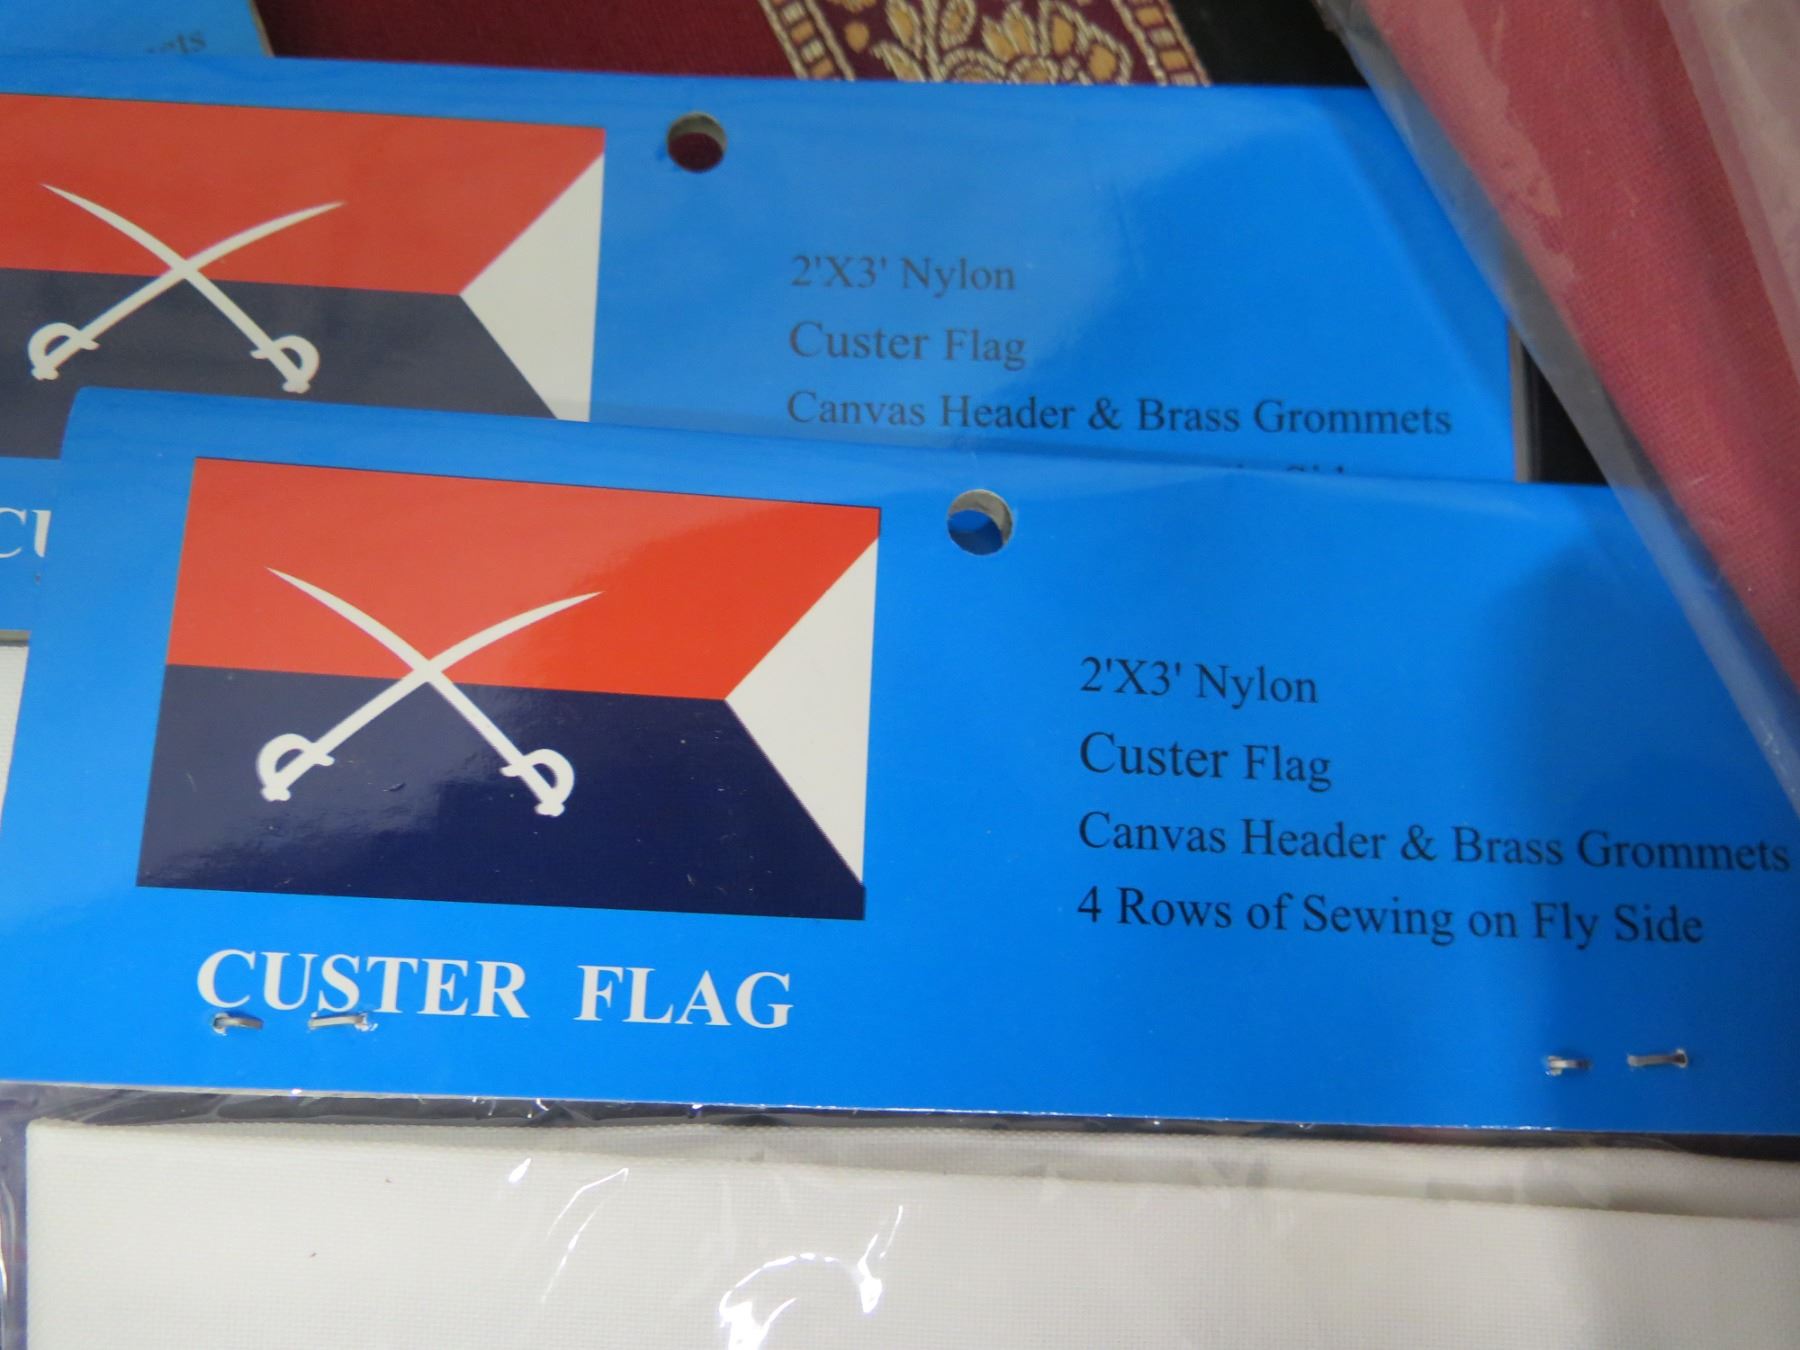 2'X3' Nylon
Custer Flag
Canvas Header & Brass Grommets
2'X3' Nylon
Custer Flag
Canvas Header & Brass Grommets
4 Rows of Sewing on Fly Side
CUSTER FLAG